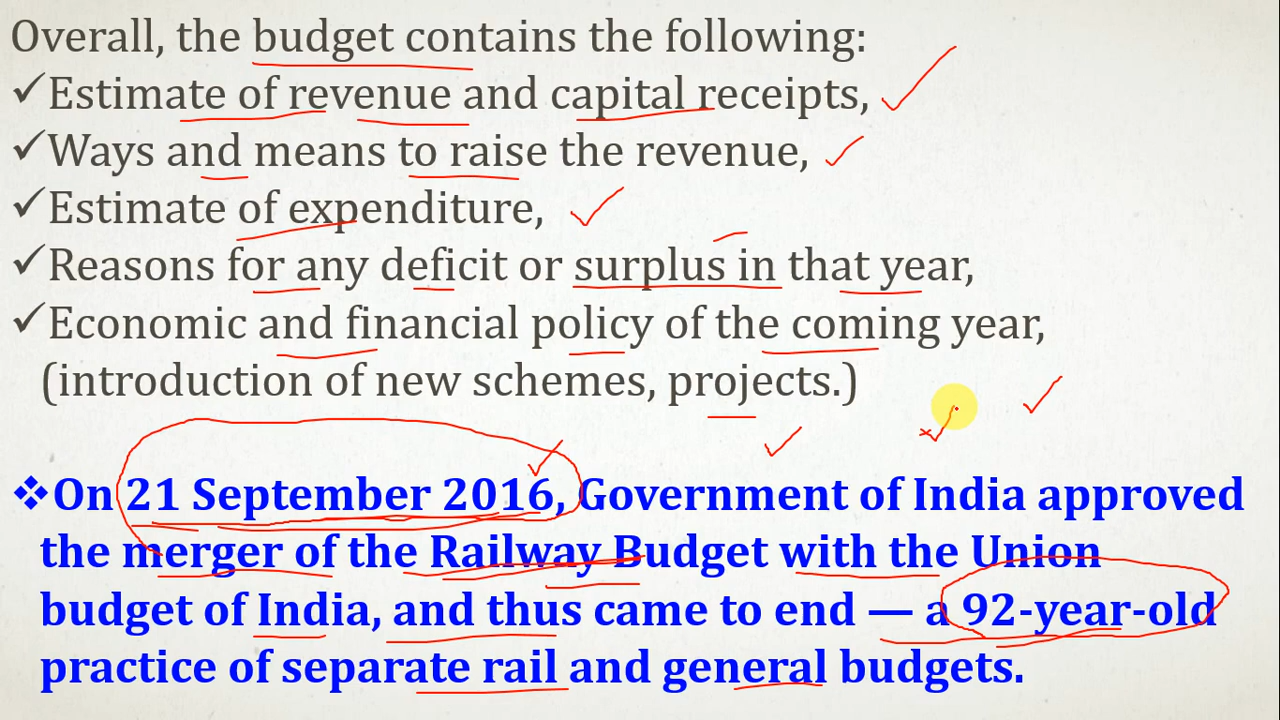 Overall, the budget contains the following:
✓Estimate of revenue and capital receipts,
✓Ways and means to raise the revenue,
✓Estimate of expenditure,
✓Reasons for any deficit or surplus in that year,
✓Economic and financial policy of the coming year,
(introduction of new schemes, projects.)
❖On 21 September 2016, Government of India approved
the merger of the Railway Budget with the Union
budget of India, and thus came to end — a 92-year-old
practice of separate rail and general budgets.